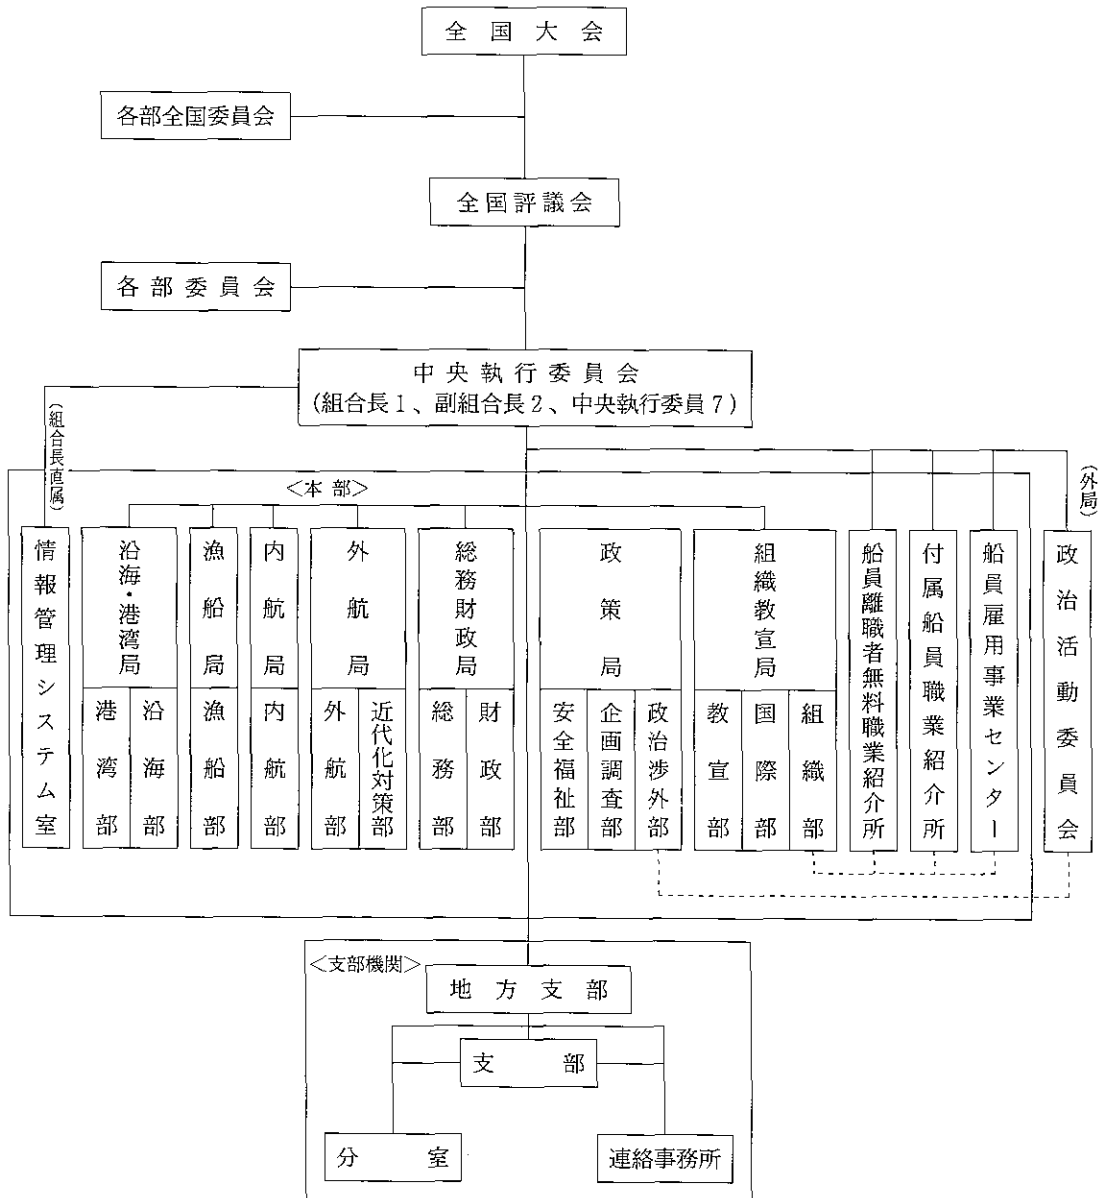 全国大会
各部全国委員会
全国評議会
各部委員会
中央執行委員会
(組合長1、副組合長2、中央執行委員7)
(組合長直属)
<本部>
(外局)
情報管理システム室
沿海・港湾局
港湾部
沿海部
漁船局
漁船部
内航局
内航部
外航局
外航部
近代化対策部
総務財政局
総務部
財政部
政策局
安全福祉部
企画調査部
政治渉外部
組織教宣局
教宣部
国際部
組織部
船員離職者無料職業紹介所
付属船員職業紹介所
船員雇用事業センター
政治活動委員会
<支部機関>
地方支部
支部
分室
連絡事務所